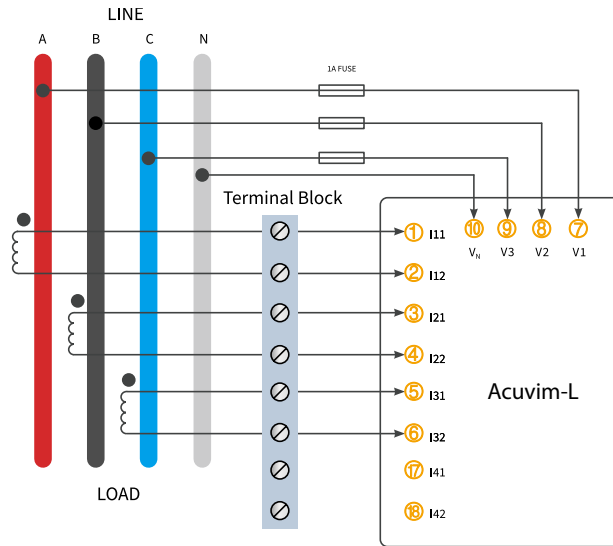 LINE
A B C N
1A FUSE
Terminal Block
⑩ ⑨ ⑧ ⑦
VN V3 V2 V1
① I11
② I12
③ I21
④ I22
⑤ I31
Acuvim-L
⑥ I32
⑰ I41
LOAD
⑱ I42